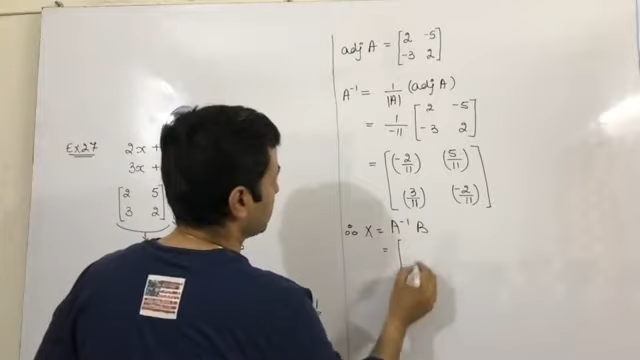 Ex27
2x +
3x +
[2 5
3 2]
adj A = [2 -5
-3 2]
A⁻¹ = 1/|A| (adj A)
= 1/-11 [2 -5
-3 2]
= [(-2/11) (5/11)
(3/11) (-2/11)]
∴ X = A⁻¹ B
= [